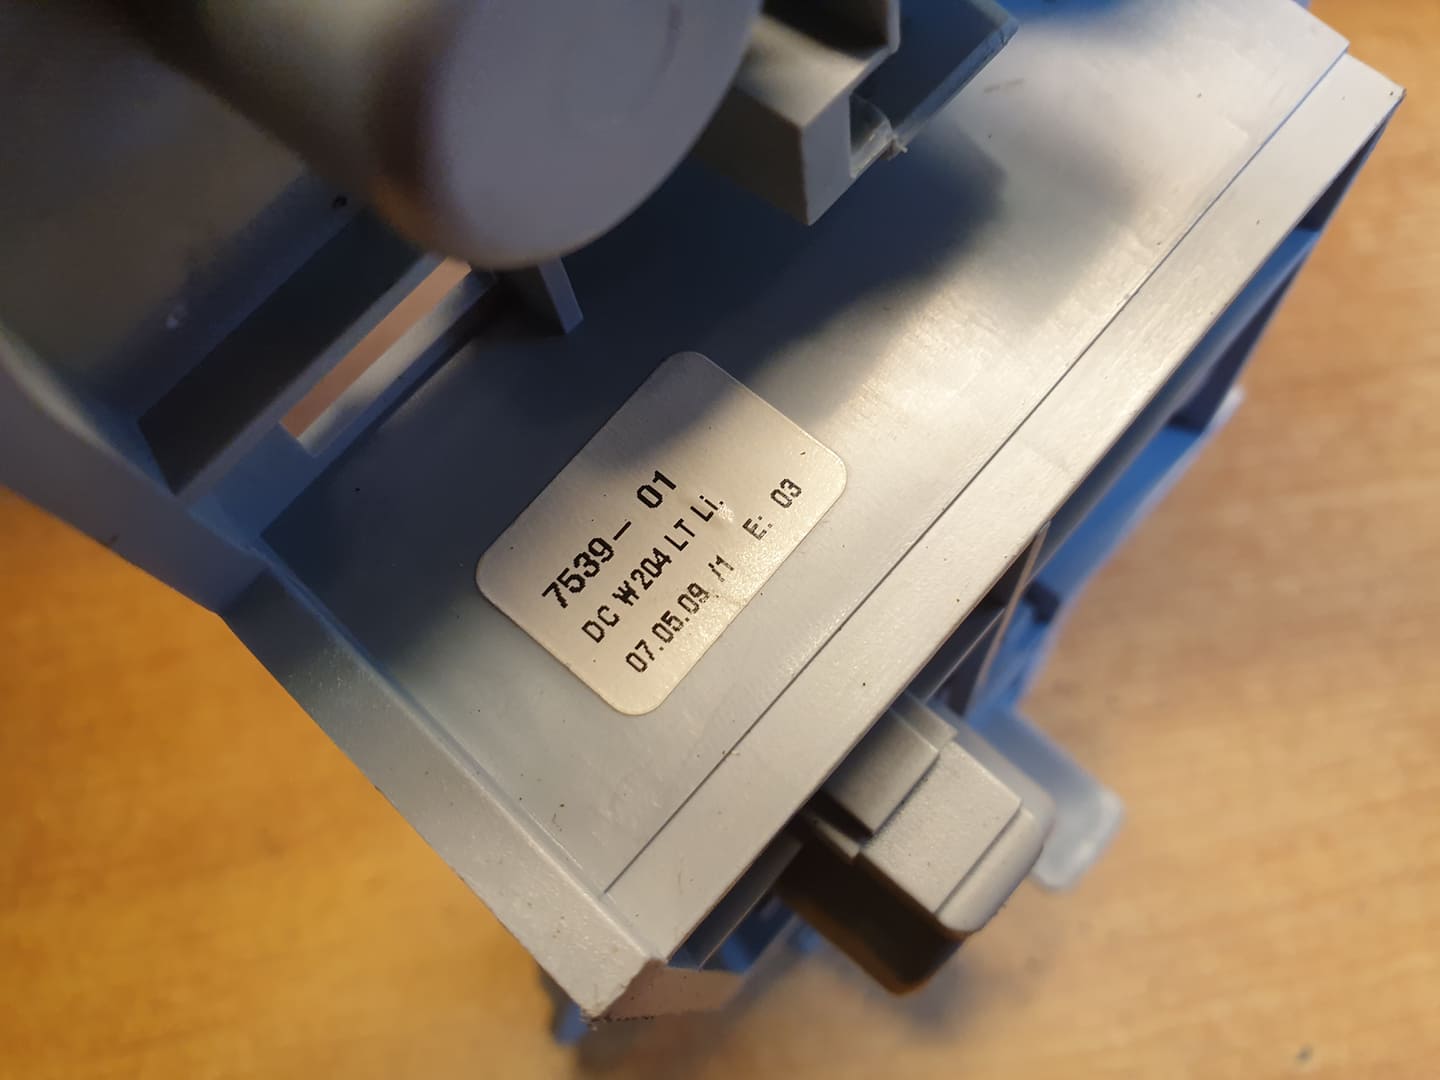 7539- 01
DC W204 LT Li.
07.05.09 /1 E: 03